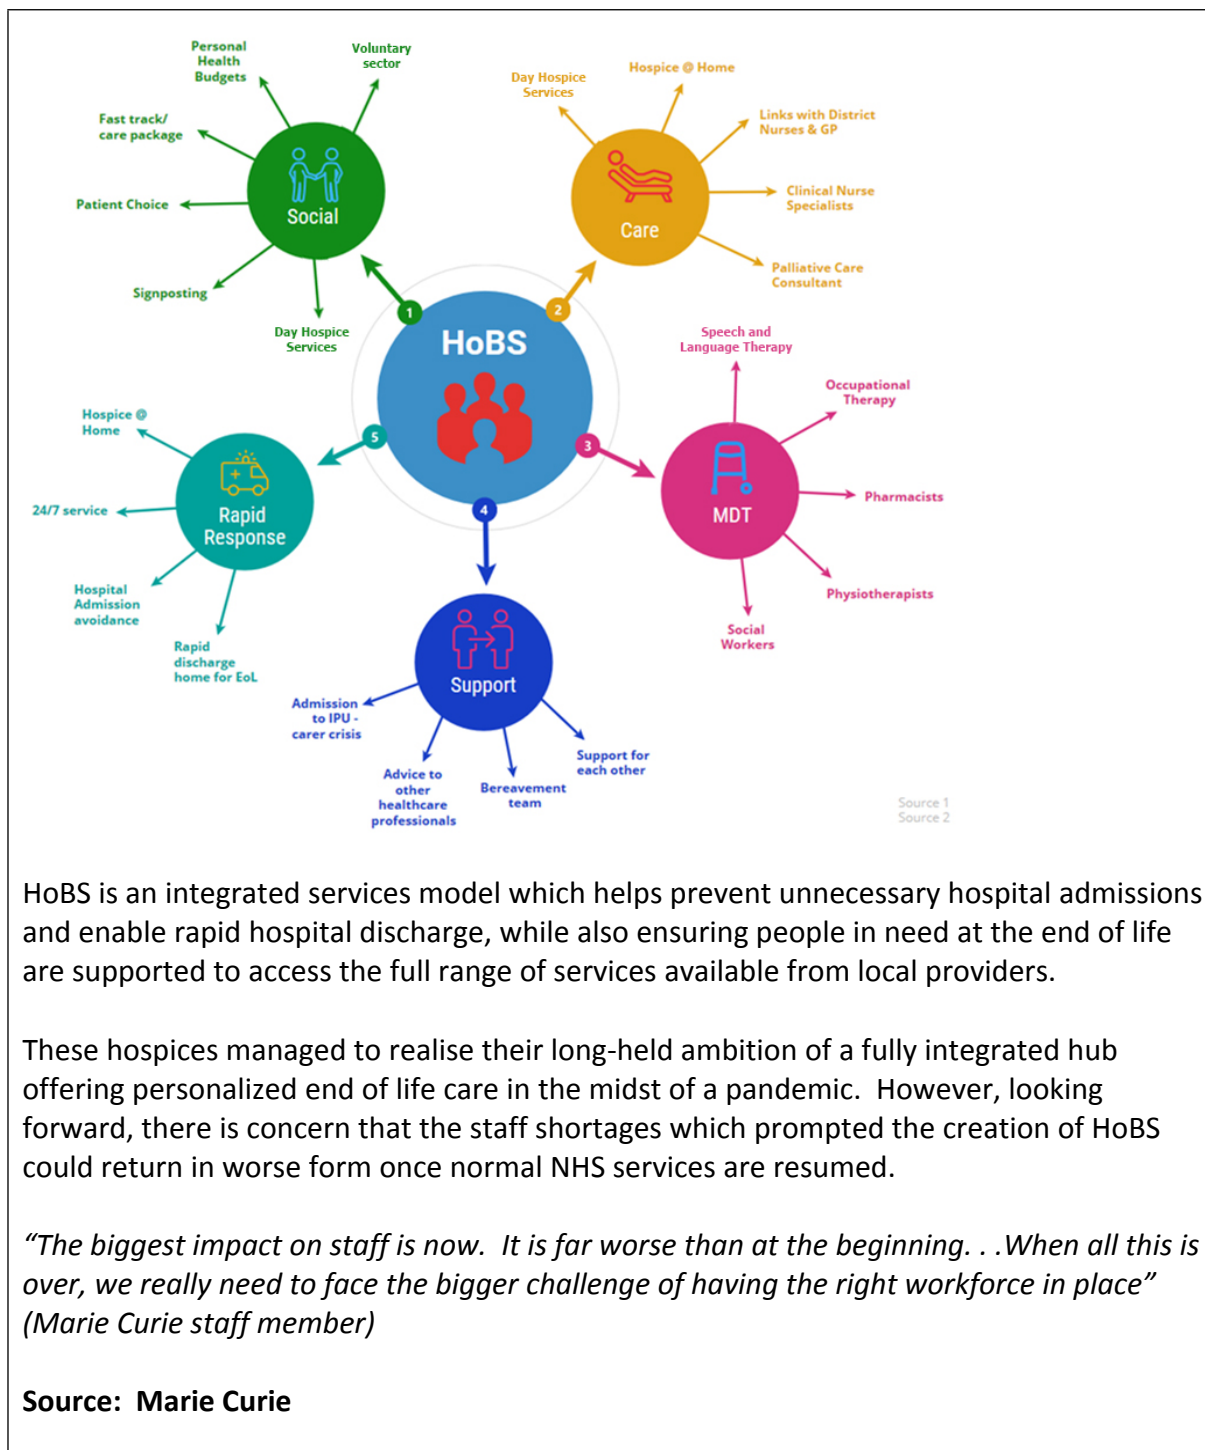 HoBS
1
2
3
4
5
Social
Personal
Health
Budgets
Voluntary
sector
Fast track/
care package
Patient Choice
Signposting
Day Hospice
Services
Care
Day Hospice
Services
Hospice @ Home
Links with District
Nurses & GP
Clinical Nurse
Specialists
Palliative Care
Consultant
MDT
Speech and
Language Therapy
Occupational
Therapy
Pharmacists
Physiotherapists
Social
Workers
Support
Admission
to IPU -
carer crisis
Advice to
other
healthcare
professionals
Bereavement
team
Support for
each other
Rapid
Response
Hospice @
Home
24/7 service
Hospital
Admission
avoidance
Rapid
discharge
home for EoL
Source 1
Source 2
HoBS is an integrated services model which helps prevent unnecessary hospital admissions
and enable rapid hospital discharge, while also ensuring people in need at the end of life
are supported to access the full range of services available from local providers.
These hospices managed to realise their long-held ambition of a fully integrated hub
offering personalized end of life care in the midst of a pandemic.  However, looking
forward, there is concern that the staff shortages which prompted the creation of HoBS
could return in worse form once normal NHS services are resumed.
“The biggest impact on staff is now.  It is far worse than at the beginning. . .When all this is
over, we really need to face the bigger challenge of having the right workforce in place”
(Marie Curie staff member)
Source:  Marie Curie